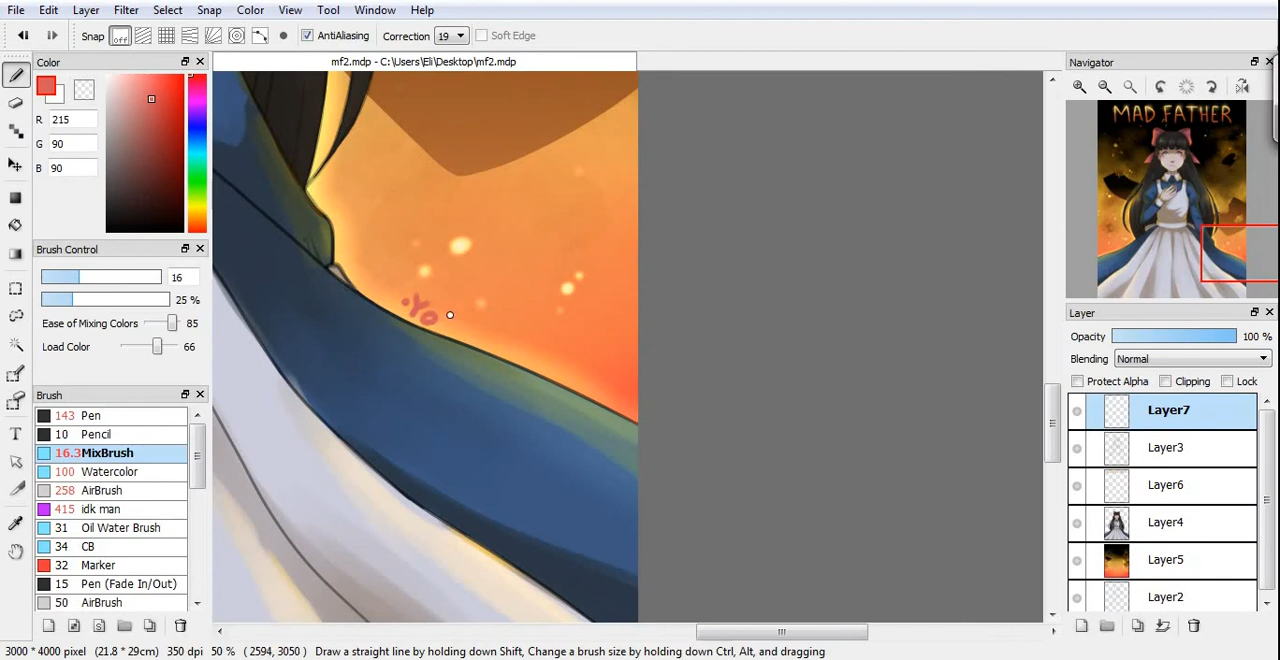 File Edit Layer Filter Select Snap Color View Tool Window Help
Snap off AntiAliasing Correction 19 Soft Edge
Color
R 215
G 90
B 90
Brush Control
16
25 %
Ease of Mixing Colors 85
Load Color 66
Brush
143 Pen
10 Pencil
16.3 MixBrush
100 Watercolor
258 AirBrush
415 idk man
31 Oil Water Brush
34 CB
32 Marker
15 Pen (Fade In/Out)
50 AirBrush
mf2.mdp - C:\Users\Eli\Desktop\mf2.mdp
·Yo
Navigator
MAD FATHER
Layer
Opacity 100 %
Blending Normal
Protect Alpha Clipping Lock
Layer7
Layer3
Layer6
Layer4
Layer5
Layer2
3000 * 4000 pixel (21.8 * 29cm) 350 dpi 50 % ( 2594, 3050 ) Draw a straight line by holding down Shift, Change a brush size by holding down Ctrl, Alt, and dragging